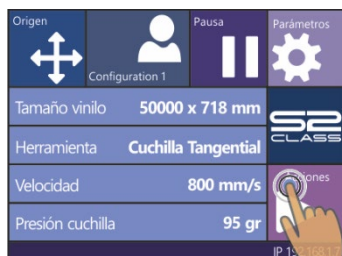 Origen
Configuration 1
Pausa
Parámetros
Tamaño vinilo 50000 x 718 mm
S2
CLASS
Herramienta Cuchilla Tangential
Velocidad 800 mm/s
Presión cuchilla 95 gr